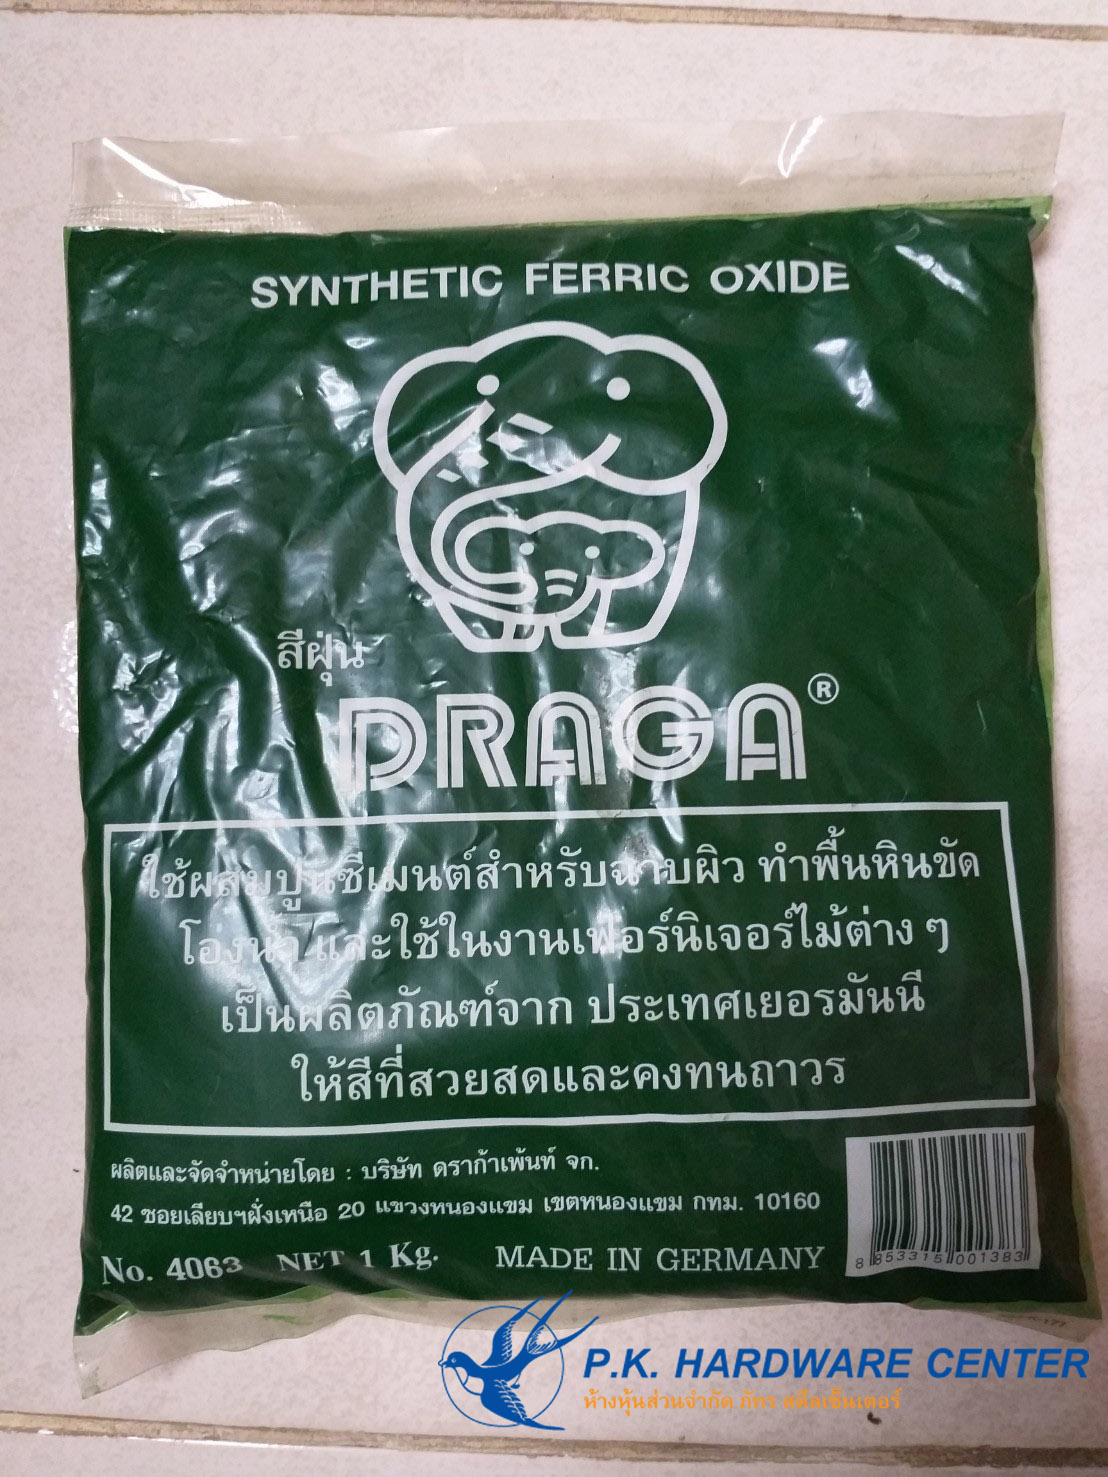 SYNTHETIC FERRIC OXIDE
สีฝุ่น
DRAGA®
ใช้ผสมปูนซีเมนต์สำหรับฉาบผิว ทำพื้นหินขัด
โอ่งน้ำ และใช้ในงานเฟอร์นิเจอร์ไม้ต่าง ๆ
เป็นผลิตภัณฑ์จาก ประเทศเยอรมันนี
ให้สีที่สวยสดและคงทนถาวร
ผลิตและจัดจำหน่ายโดย : บริษัท ดราก้าเพ้นท์ จก.
42 ซอยเลียบฯฝั่งเหนือ 20 แขวงหนองแขม เขตหนองแขม กทม. 10160
No. 4063 NET 1 Kg. MADE IN GERMANY
8 853315 001383
P.K. HARDWARE CENTER
ห้างหุ้นส่วนจำกัด ภัทร สตีลเซ็นเตอร์